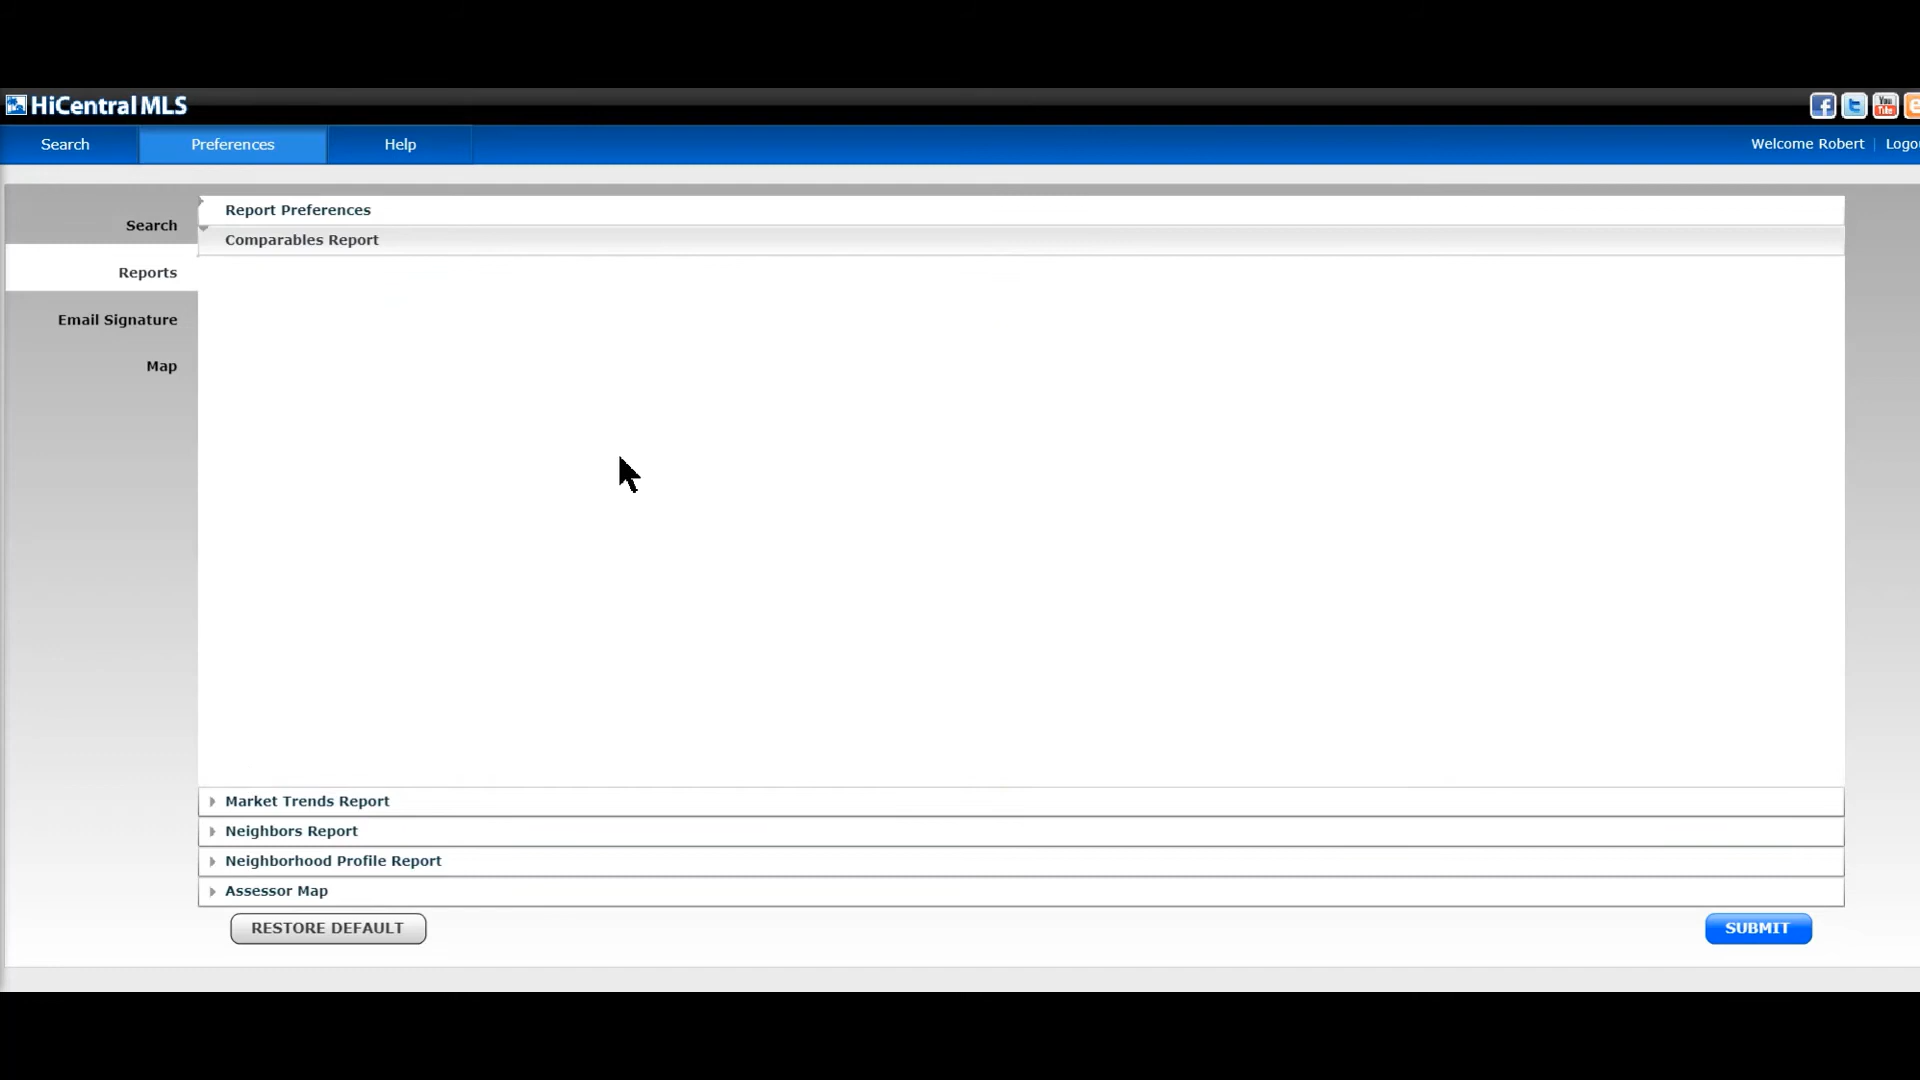 HiCentral MLS
Search
Preferences
Help
Welcome Robert
Search
Reports
Email Signature
Map
Report Preferences
Comparables Report
Market Trends Report
Neighbors Report
Neighborhood Profile Report
Assessor Map
RESTORE DEFAULT
SUBMIT